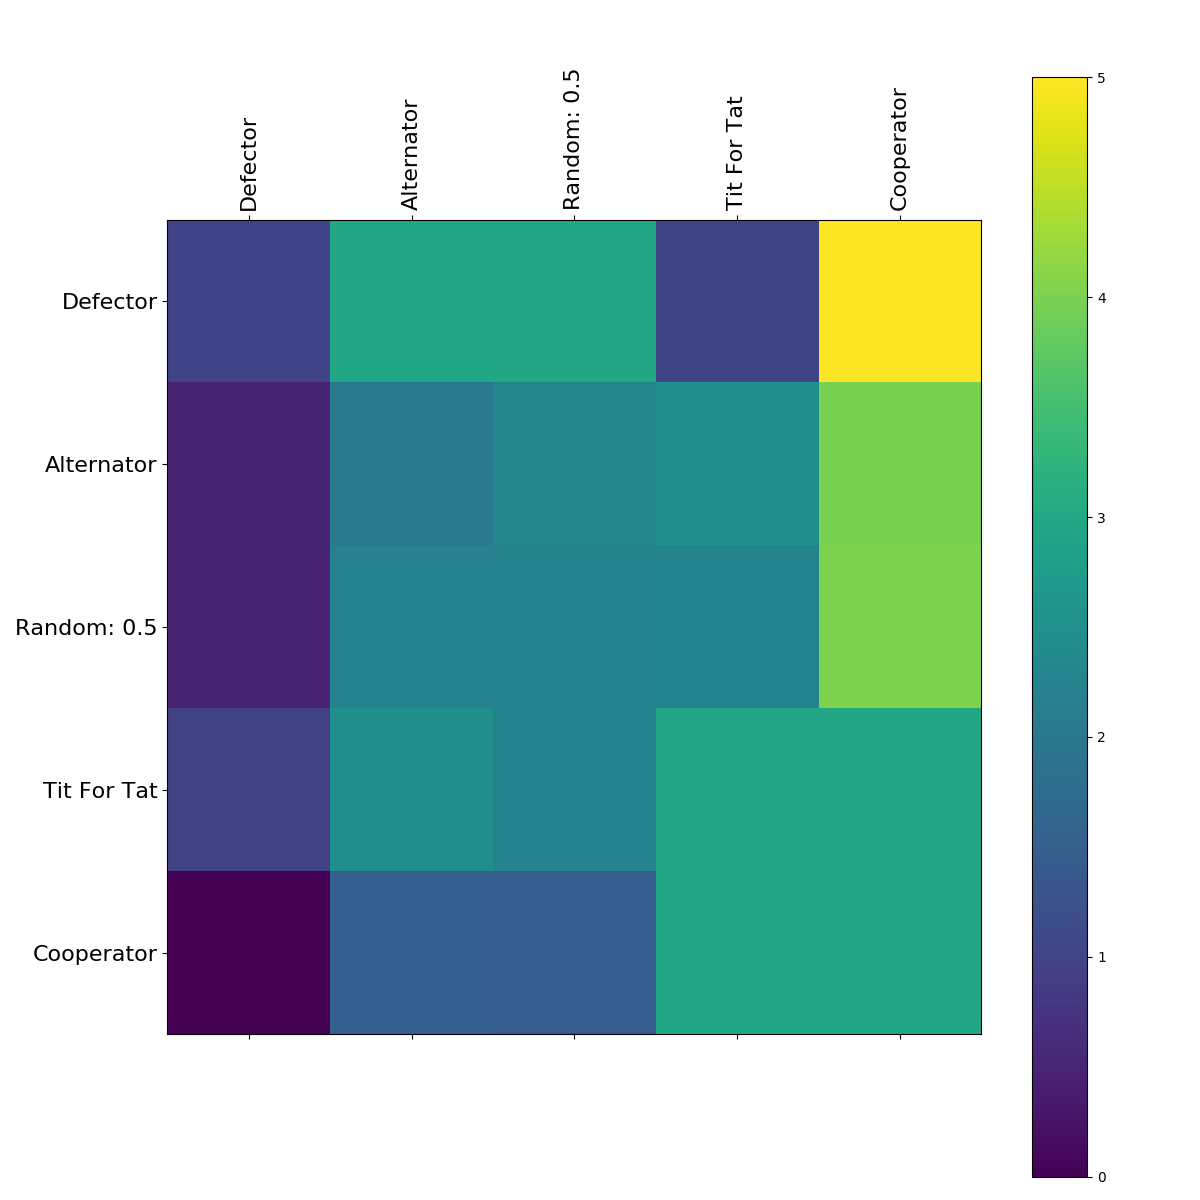 Defector
Alternator
Random: 0.5
Tit For Tat
Cooperator
Defector
Alternator
Random: 0.5
Tit For Tat
Cooperator
5
4
3
2
1
0